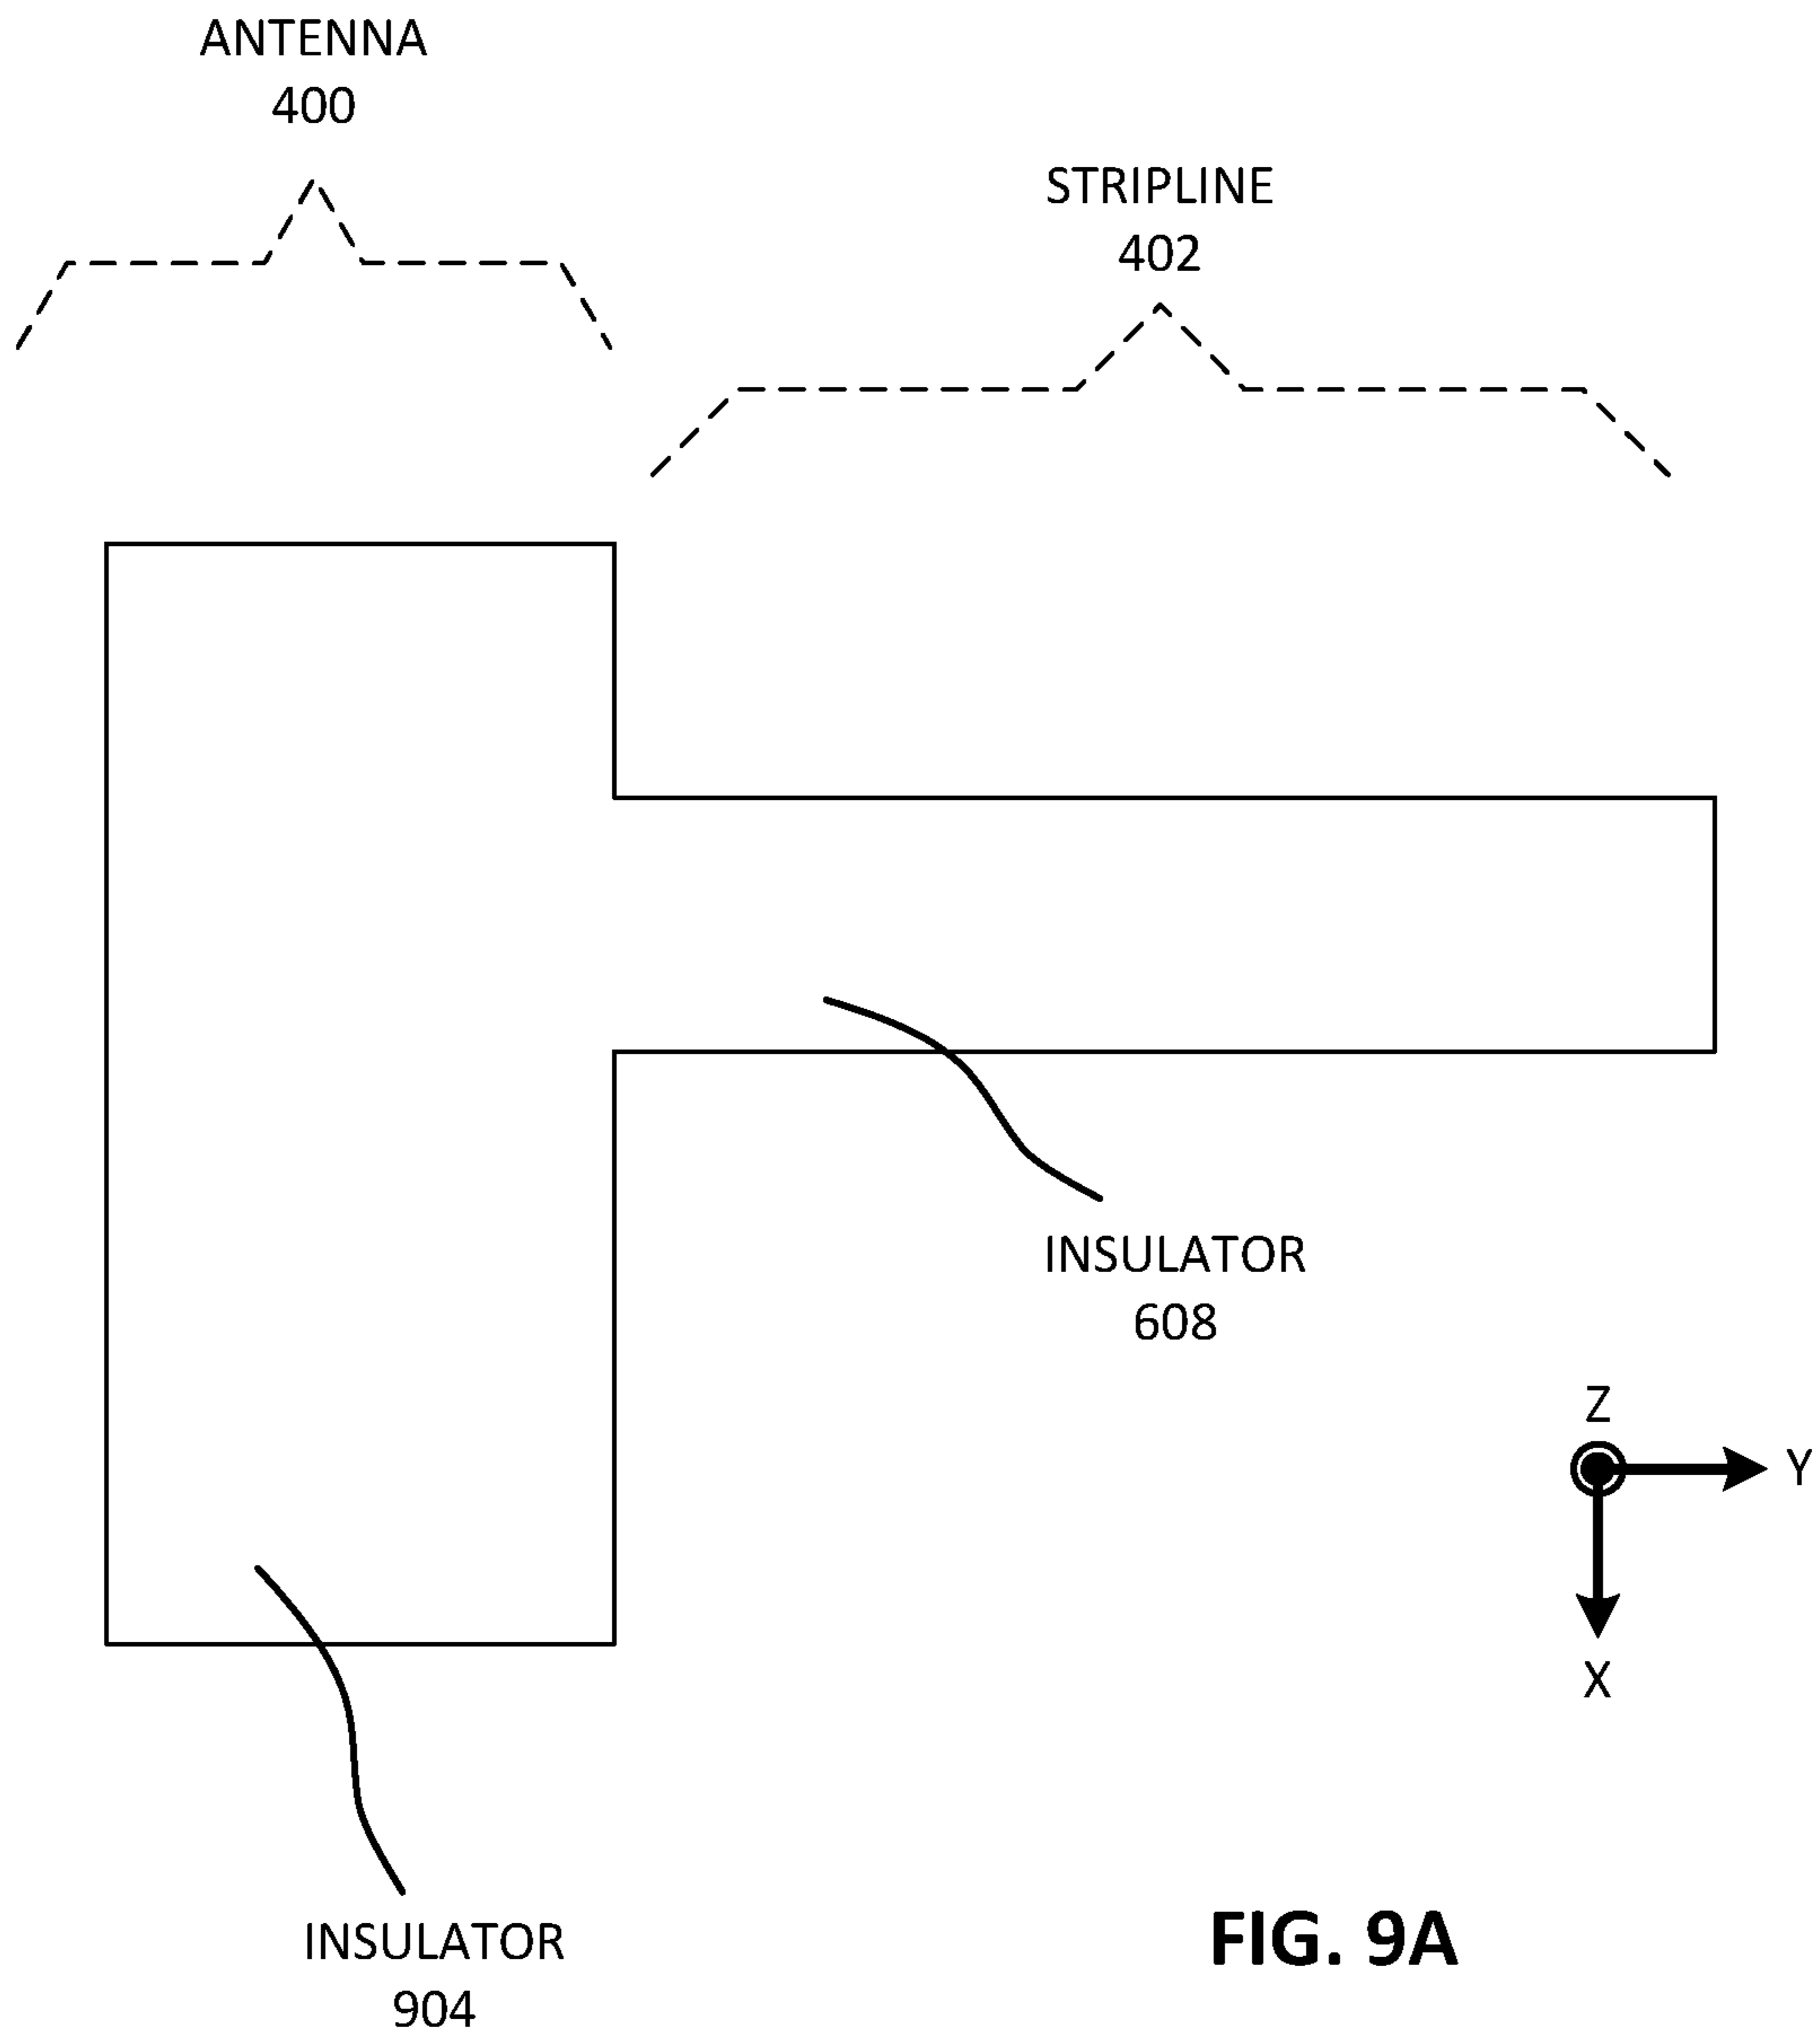 ANTENNA
400
STRIPLINE
402
INSULATOR
608
Z
Y
X
INSULATOR
904
FIG. 9A